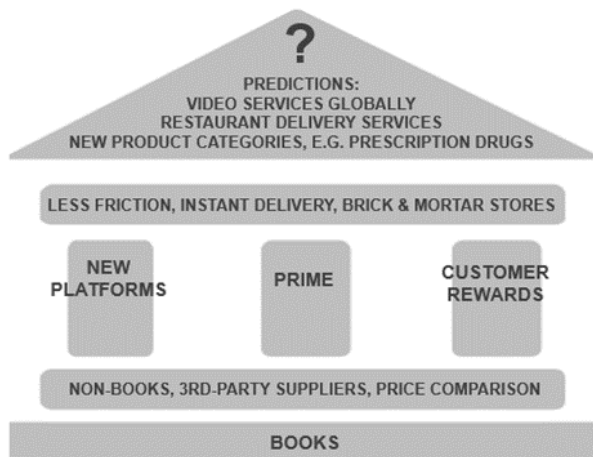 ?
PREDICTIONS:
VIDEO SERVICES GLOBALLY
RESTAURANT DELIVERY SERVICES
NEW PRODUCT CATEGORIES, E.G. PRESCRIPTION DRUGS
LESS FRICTION, INSTANT DELIVERY, BRICK & MORTAR STORES
NEW
PLATFORMS
PRIME
CUSTOMER
REWARDS
NON-BOOKS, 3RD-PARTY SUPPLIERS, PRICE COMPARISON
BOOKS